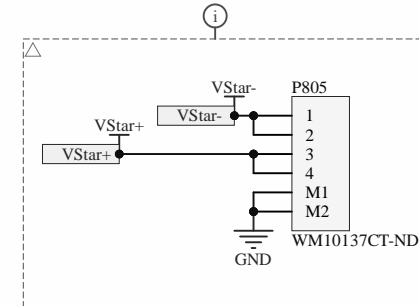 i
VStar-
P805
VStar-
1
2
VStar+
VStar+
3
4
M1
M2
WM10137CT-ND
GND